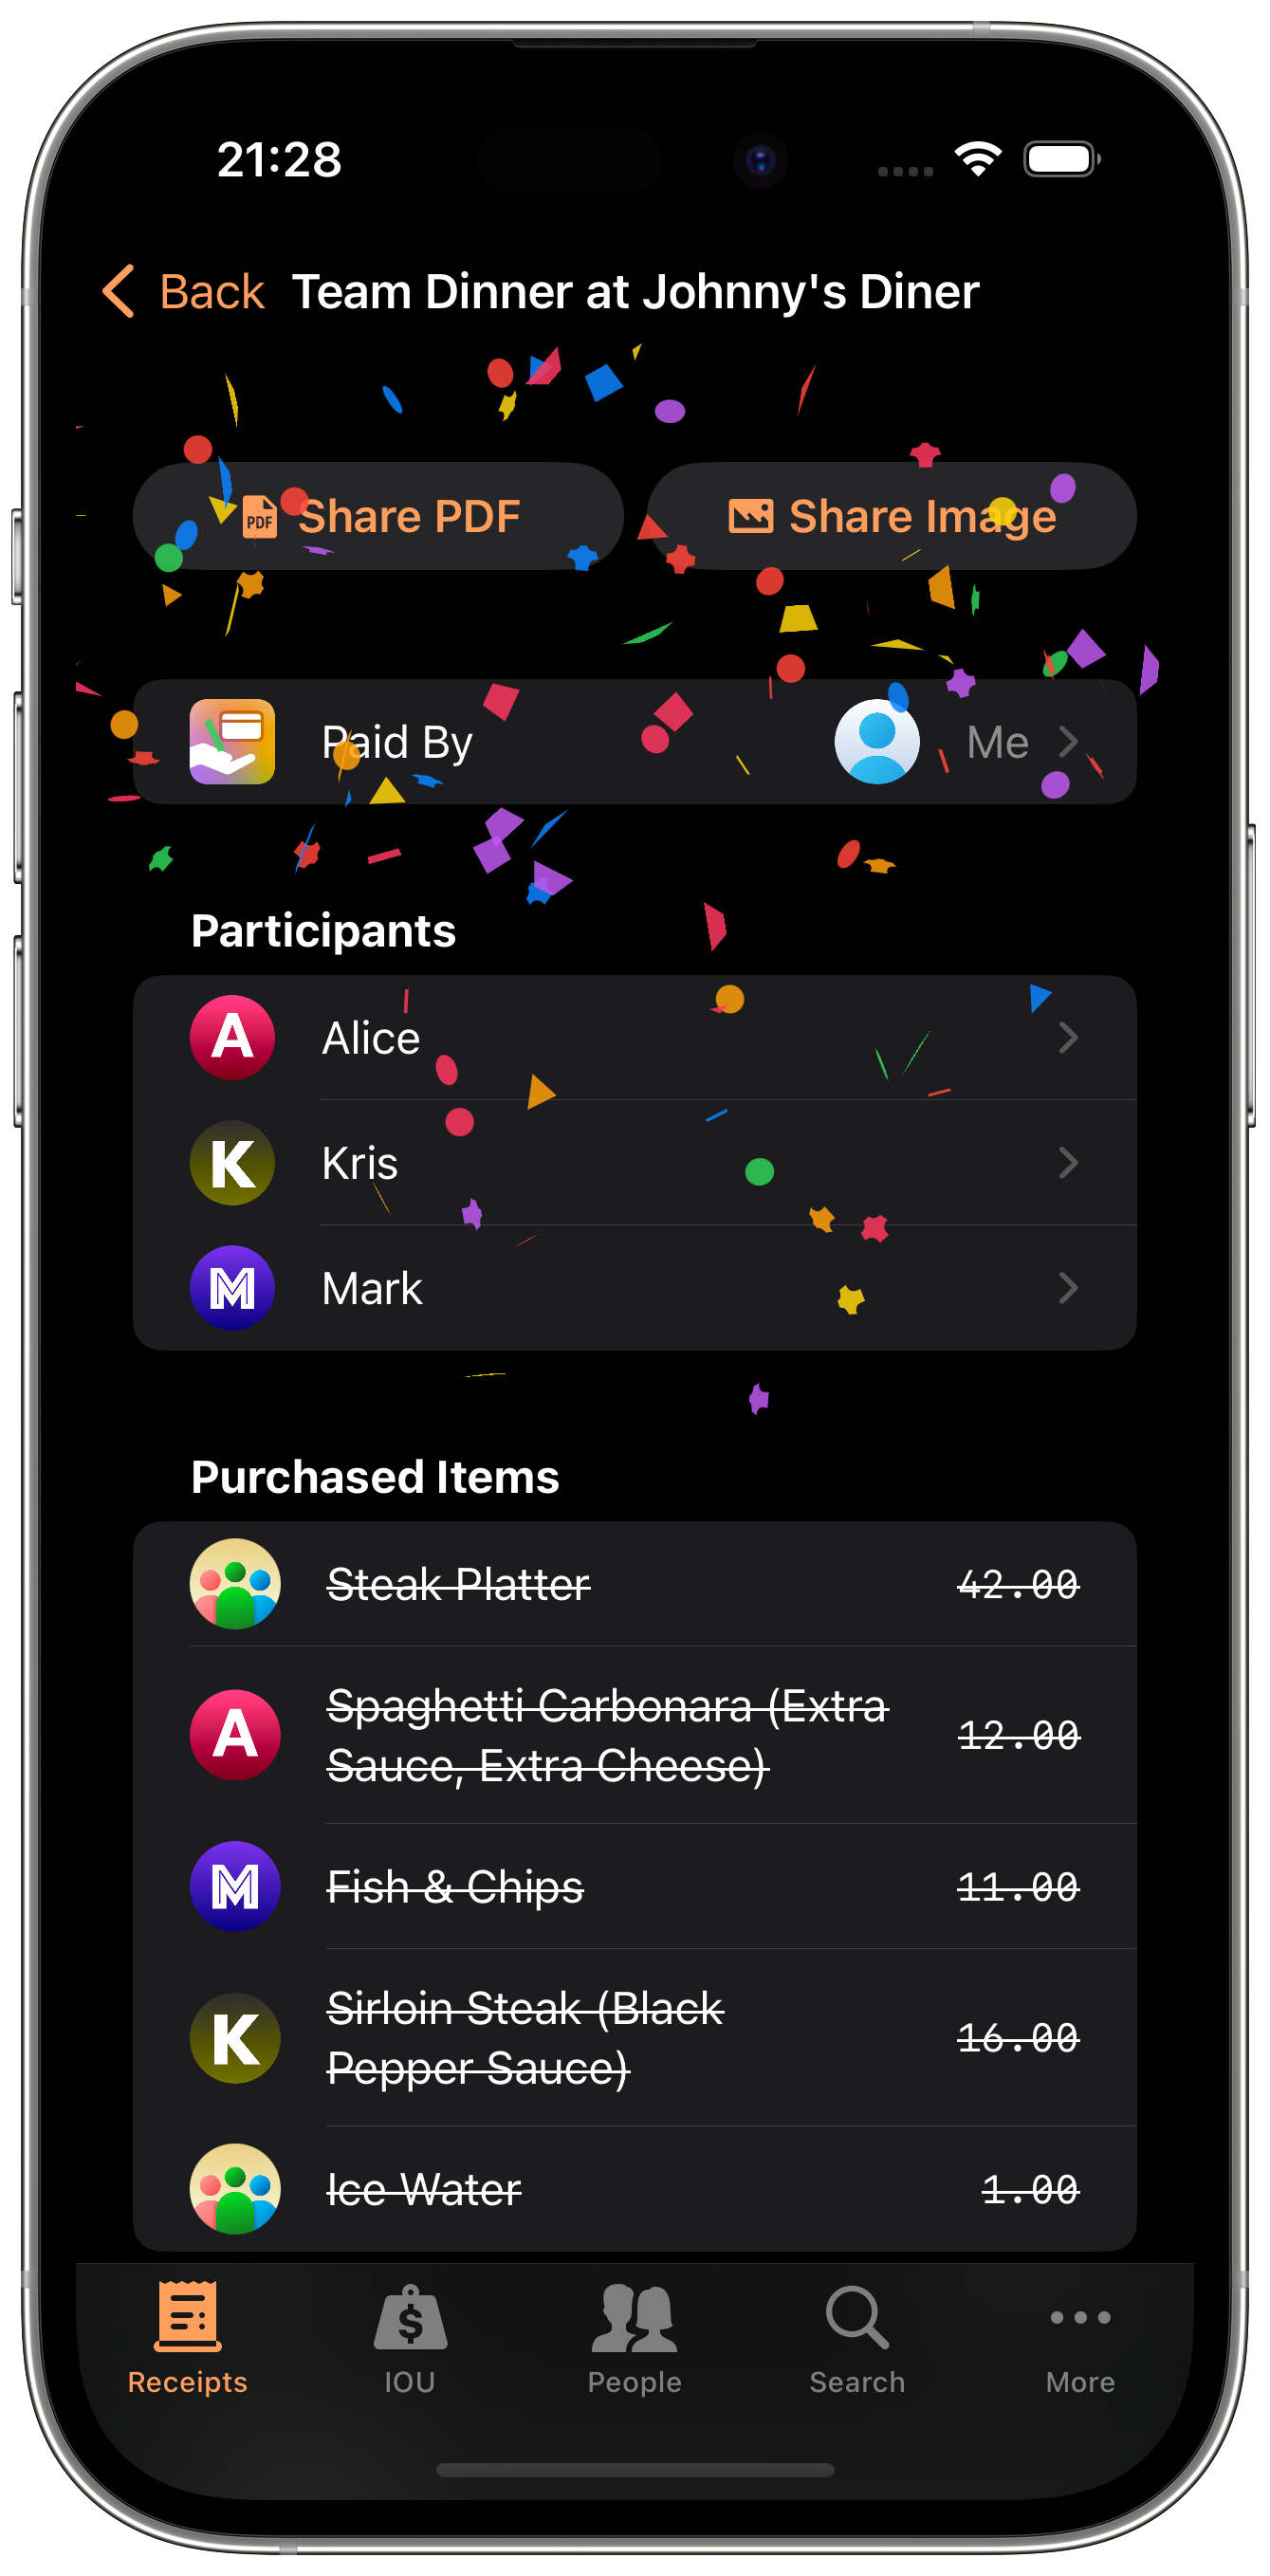 21:28
Back Team Dinner at Johnny's Diner
PDF Share PDF
Share Image
Paid By Me
Participants
A Alice
K Kris
M Mark
Purchased Items
Steak Platter 42.00
A Spaghetti Carbonara (Extra
Sauce, Extra Cheese) 12.00
M Fish & Chips 11.00
K Sirloin Steak (Black
Pepper Sauce) 16.00
Ice Water 1.00
$
Receipts IOU People Search More